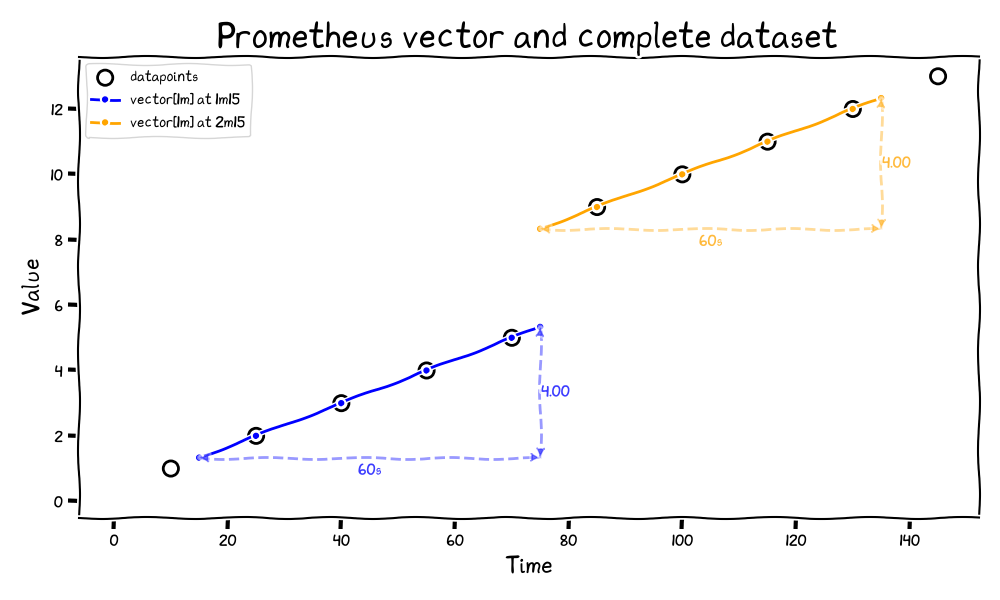 Prometheus vector and complete dataset
datapoints
vector[1m] at 1m15
vector[1m] at 2m15
12
10
8
6
4
2
0
Value
4.00
60s
4.00
60s
0
20
40
60
80
100
120
140
Time